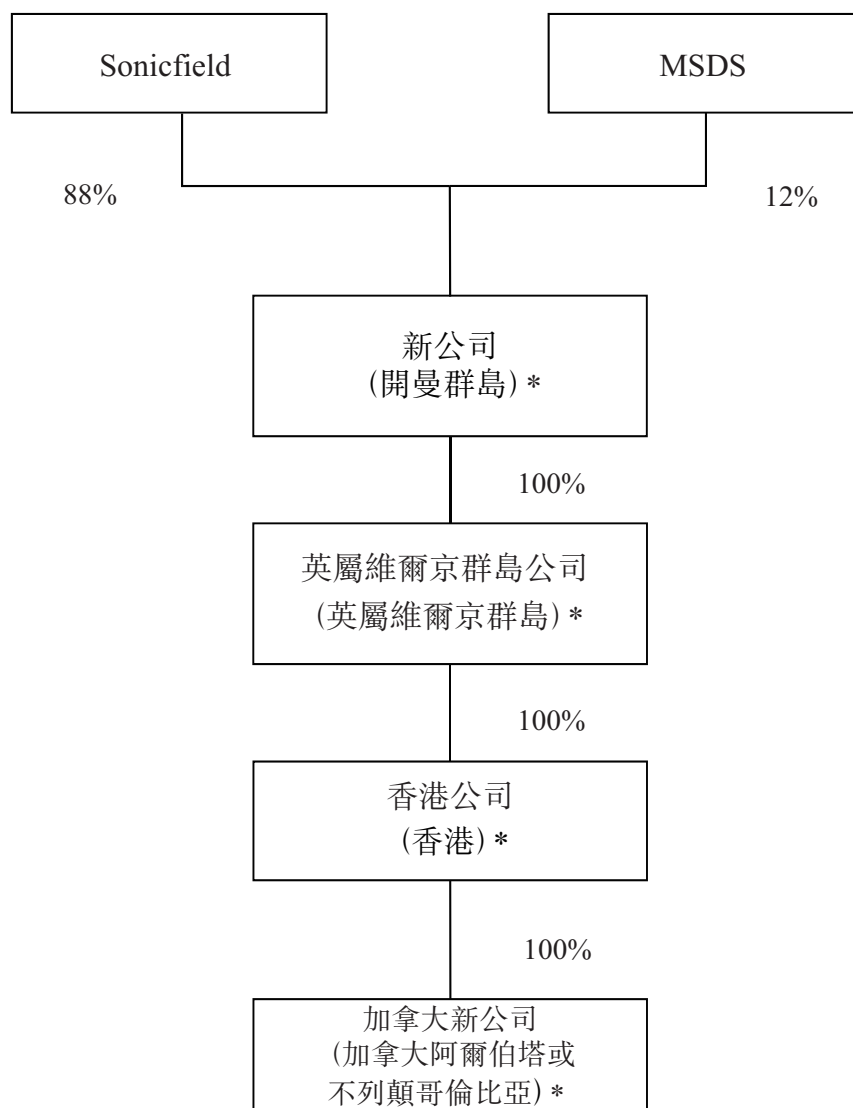 Sonicfield
MSDS
88%
12%
新公司
(開曼群島) *
100%
英屬維爾京群島公司
(英屬維爾京群島) *
100%
香港公司
(香港) *
100%
加拿大新公司
(加拿大阿爾伯塔或
不列顛哥倫比亞) *